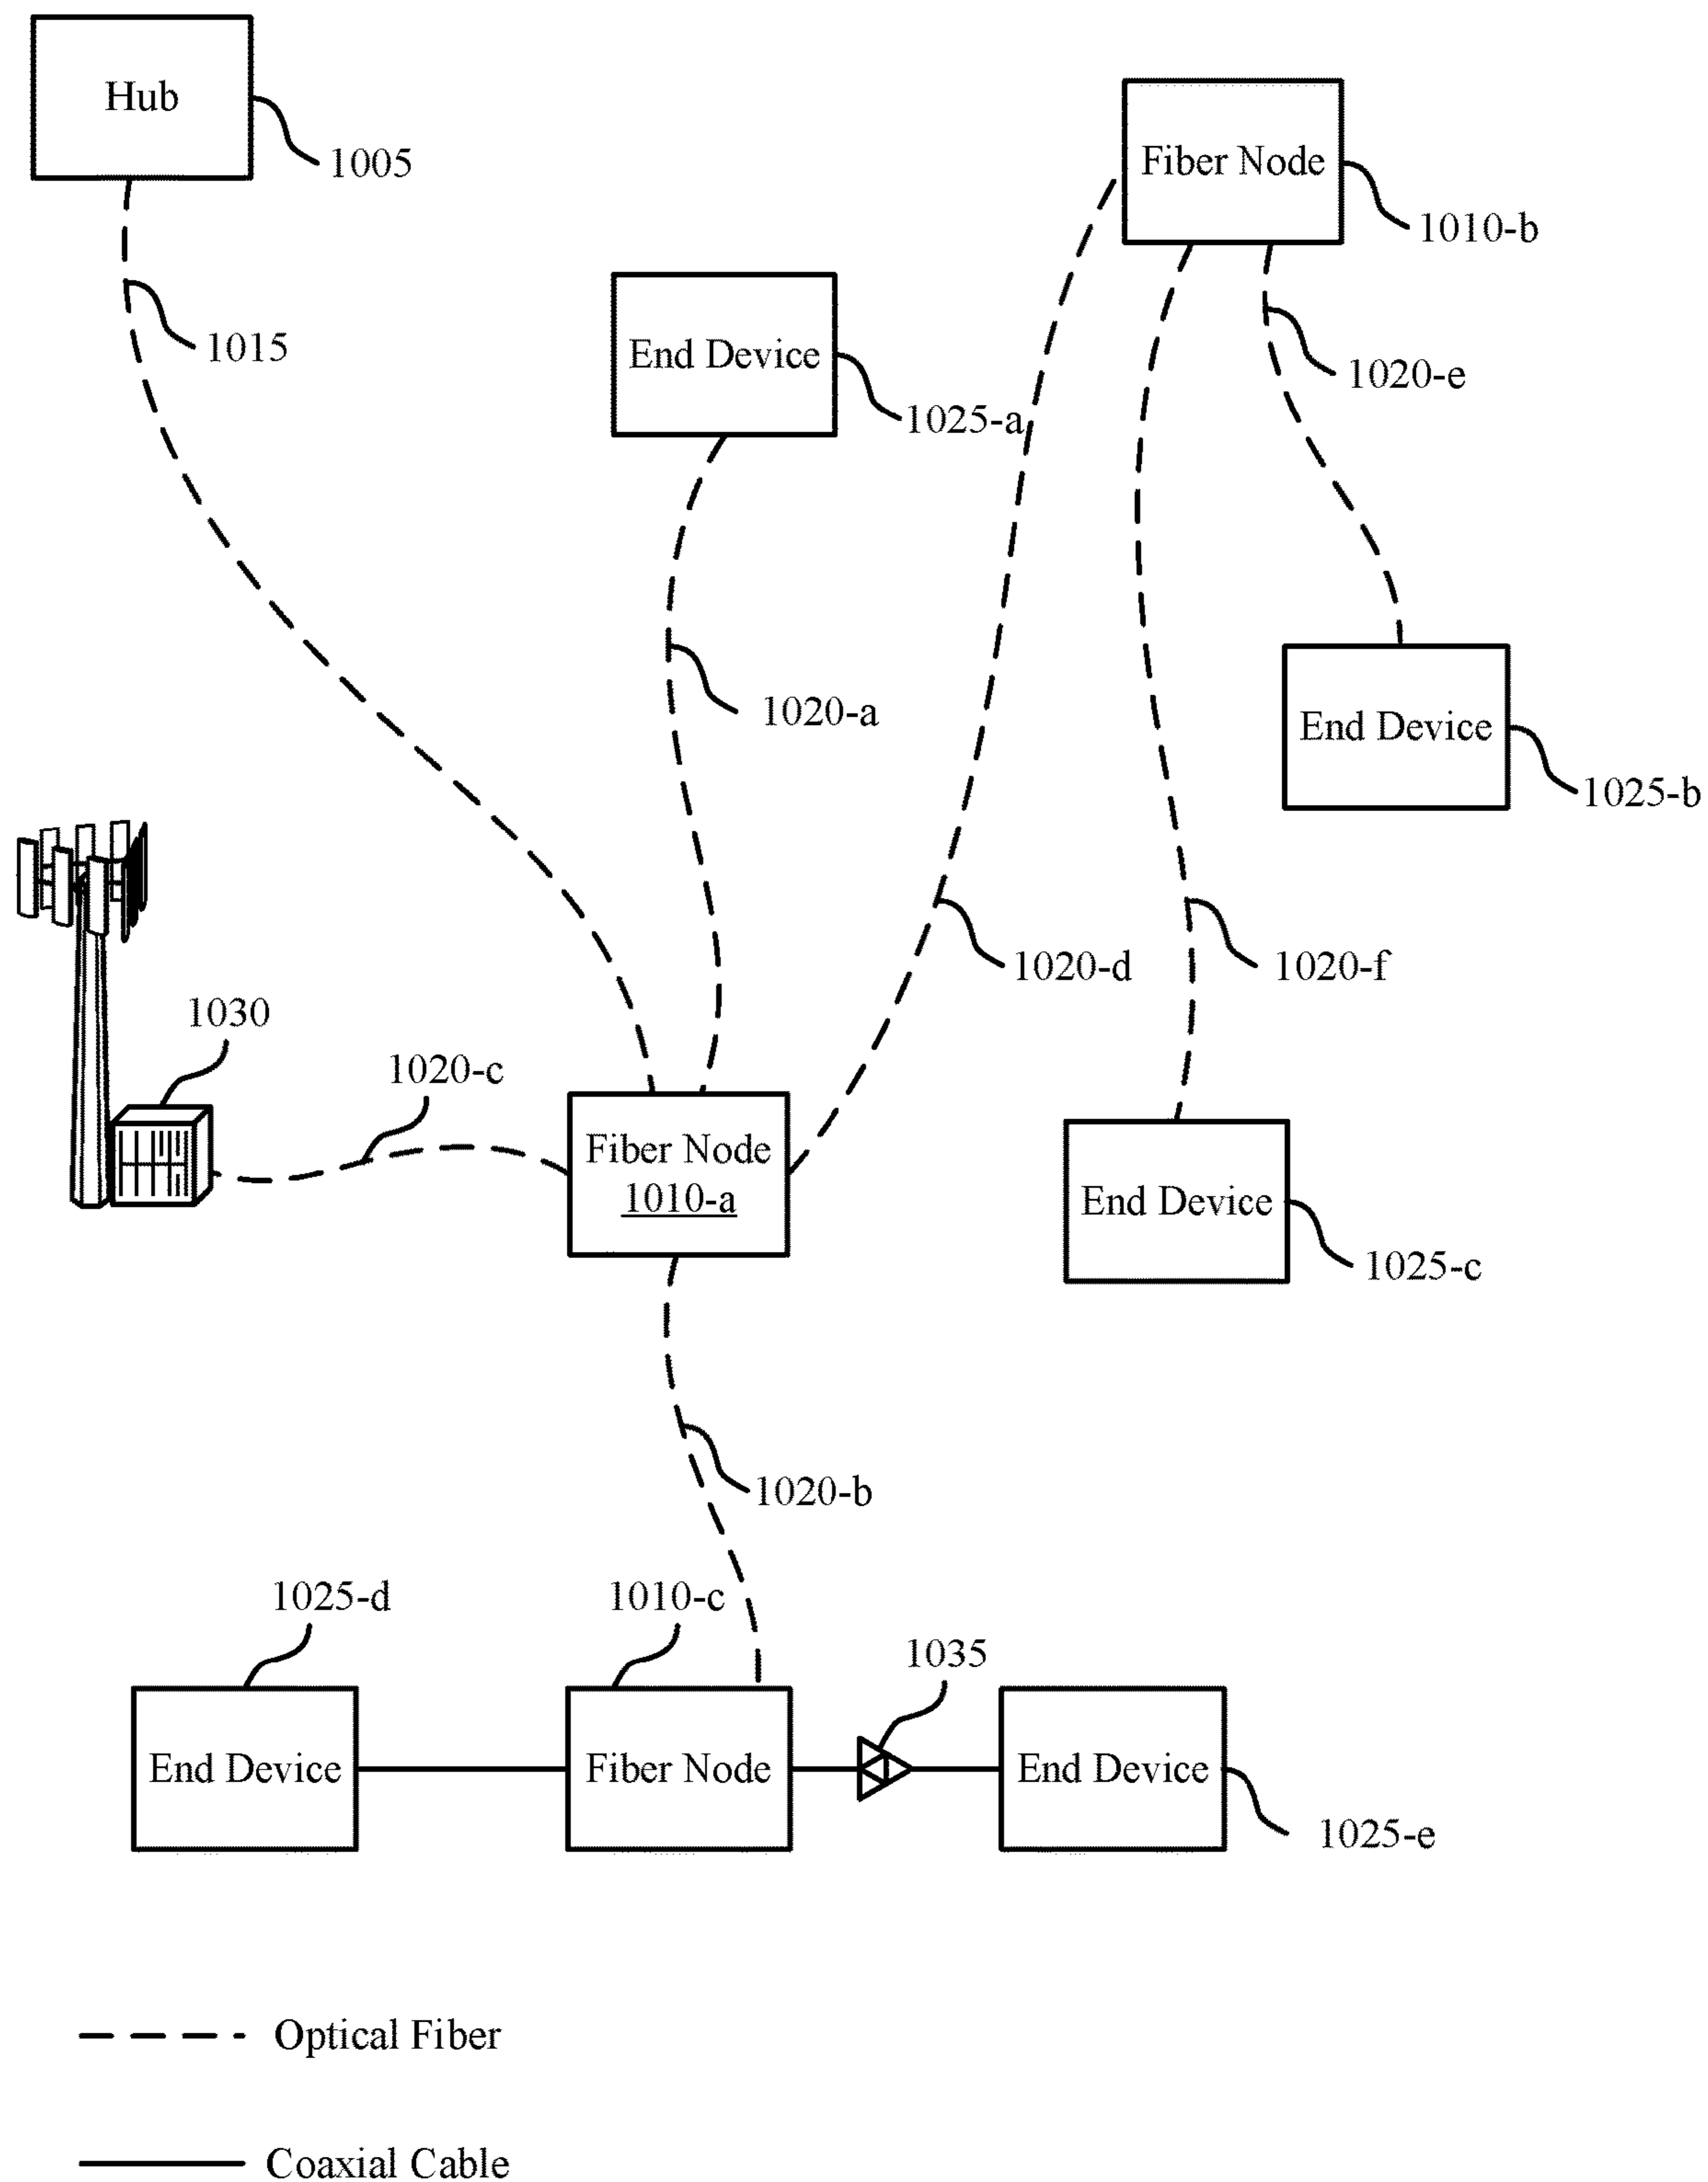 Hub
1005
Fiber Node
1010-b
1015
End Device
1025-a
1020-e
1020-a
End Device
1025-b
1020-d
1020-f
1030
1020-c
Fiber Node
1010-a
End Device
1025-c
1020-b
1025-d
1010-c
1035
End Device
Fiber Node
End Device
1025-e
Optical Fiber
Coaxial Cable